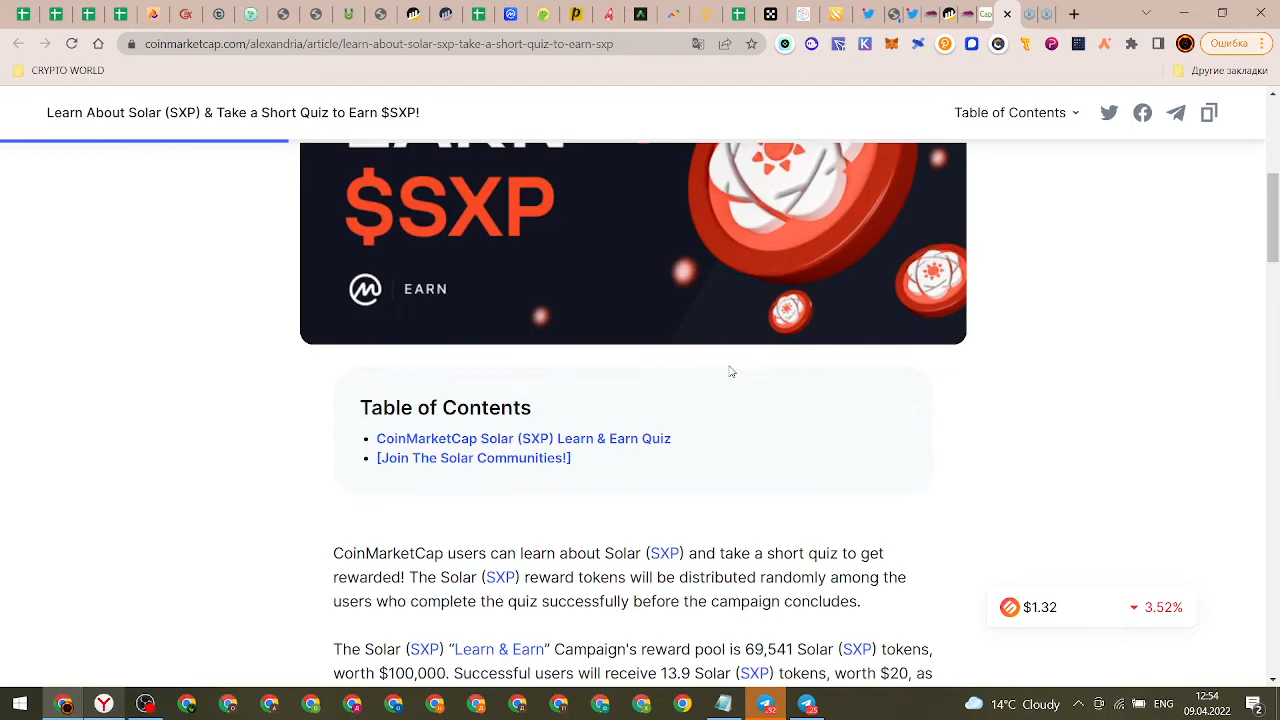 coinmarketcap.com/alexandria/article/learn-about-solar-sxp-takes-short-quiz-to-earn-sxp
Ошибка
CRYPTO WORLD
Другие закладки
Learn About Solar (SXP) & Take a Short Quiz to Earn $SXP!
Table of Contents
$SXP
EARN
Table of Contents
CoinMarketCap Solar (SXP) Learn & Earn Quiz
[Join The Solar Communities!]
CoinMarketCap users can learn about Solar (SXP) and take a short quiz to get
rewarded! The Solar (SXP) reward tokens will be distributed randomly among the
users who complete the quiz successfully before the campaign concludes.
$1.32
3.52%
The Solar (SXP) “Learn & Earn” Campaign's reward pool is 69,541 Solar (SXP) tokens,
worth $100,000. Successful users will receive 13.9 Solar (SXP) tokens, worth $20, as
14°C Cloudy
ENG
12:54
09.04.2022